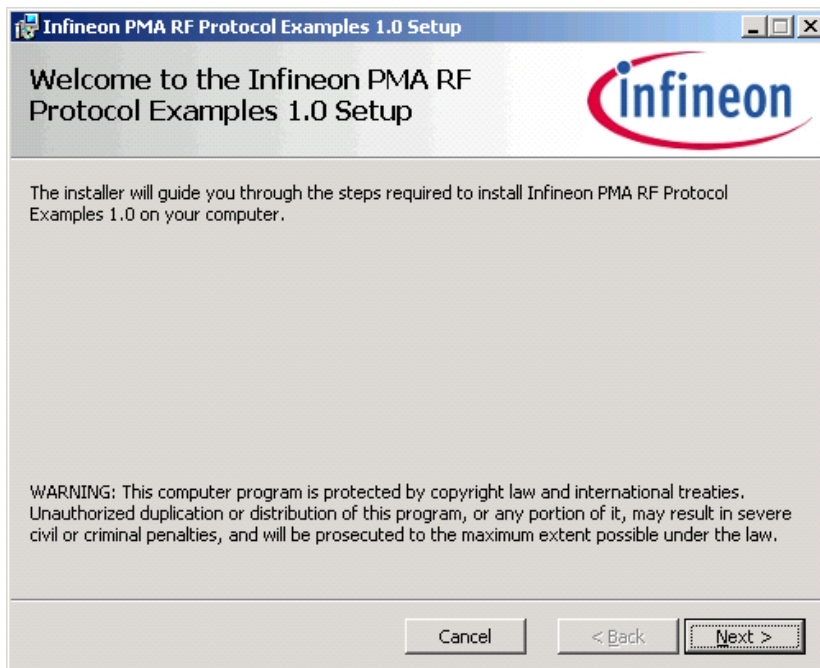 Infineon PMA RF Protocol Examples 1.0 Setup
Welcome to the Infineon PMA RF
Protocol Examples 1.0 Setup
infineon
The installer will guide you through the steps required to install Infineon PMA RF Protocol
Examples 1.0 on your computer.
WARNING: This computer program is protected by copyright law and international treaties.
Unauthorized duplication or distribution of this program, or any portion of it, may result in severe
civil or criminal penalties, and will be prosecuted to the maximum extent possible under the law.
Cancel
< Back
Next >